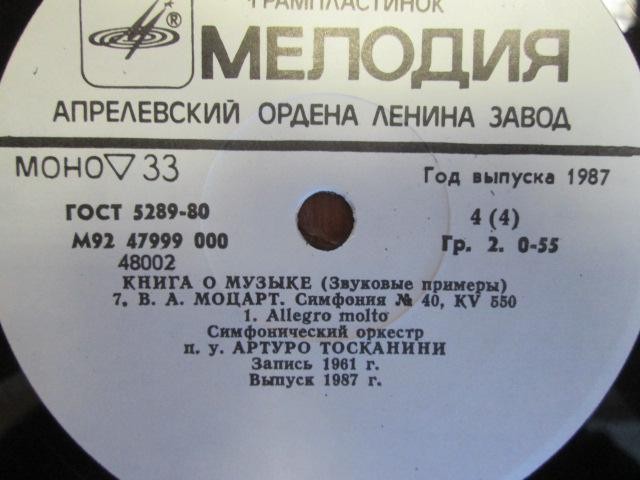 ГРАМПЛАСТИНОК
®
МЕЛОДИЯ
АПРЕЛЕВСКИЙ ОРДЕНА ЛЕНИНА ЗАВОД
МОНО ▽ 33
Год выпуска 1987
ГОСТ 5289-80
4 (4)
М92 47999 000
Гр. 2. 0-55
48002
КНИГА О МУЗЫКЕ (Звуковые примеры)
7. В. А. МОЦАРТ. Симфония № 40, KV 550
1. Allegro molto
Симфонический оркестр
п. у. АРТУРО ТОСКАНИНИ
Запись 1961 г.
Выпуск 1987 г.